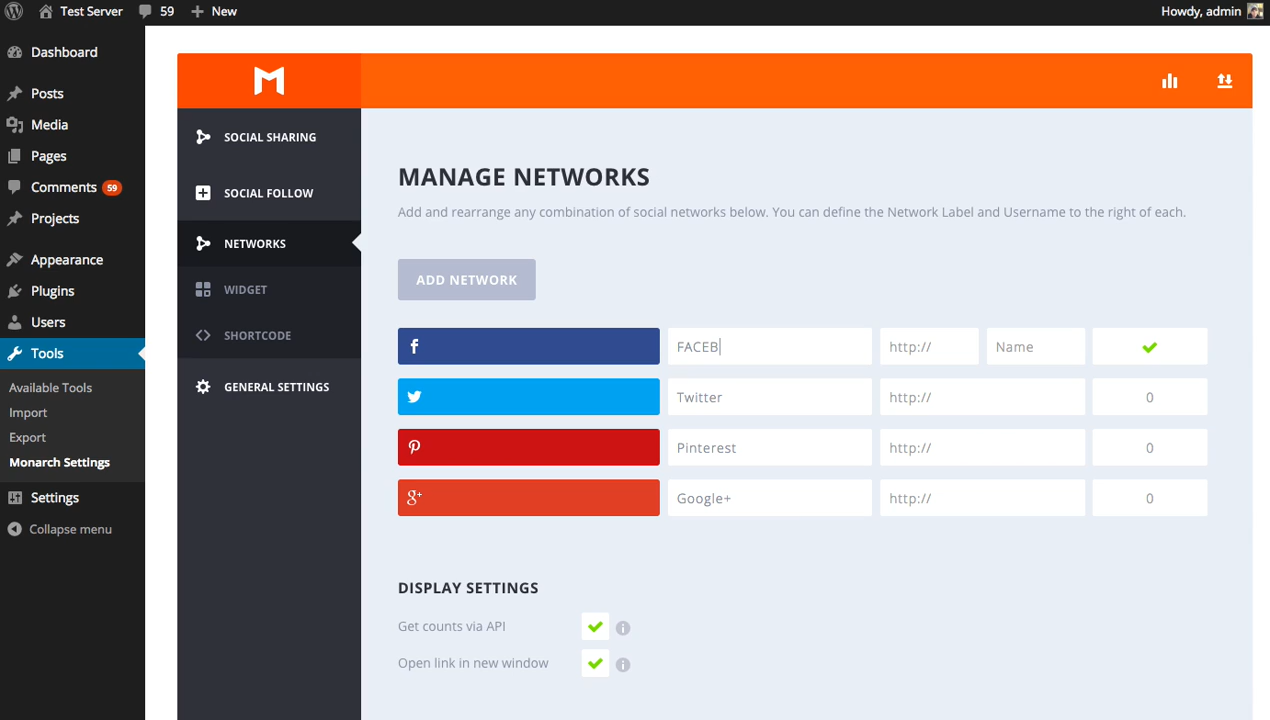 Test Server 59 New Howdy, admin
Dashboard
Posts
Media
Pages
Comments 59
Projects
Appearance
Plugins
Users
Tools
Available Tools
Import
Export
Monarch Settings
Settings
Collapse menu
SOCIAL SHARING
SOCIAL FOLLOW
NETWORKS
WIDGET
SHORTCODE
GENERAL SETTINGS
MANAGE NETWORKS
Add and rearrange any combination of social networks below. You can define the Network Label and Username to the right of each.
ADD NETWORK
FACEB http:// Name
Twitter http:// 0
Pinterest http:// 0
Google+ http:// 0
DISPLAY SETTINGS
Get counts via API
Open link in new window